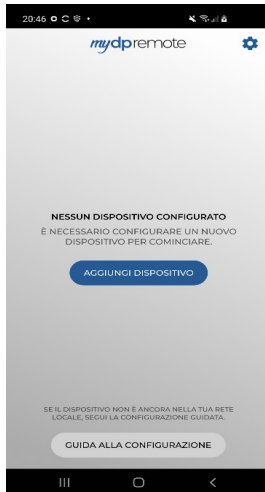 20:46
mydpremote
NESSUN DISPOSITIVO CONFIGURATO
È NECESSARIO CONFIGURARE UN NUOVO
DISPOSITIVO PER COMINCIARE.
AGGIUNGI DISPOSITIVO
SE IL DISPOSITIVO NON È ANCORA NELLA TUA RETE
LOCALE, SEGUI LA CONFIGURAZIONE GUIDATA.
GUIDA ALLA CONFIGURAZIONE